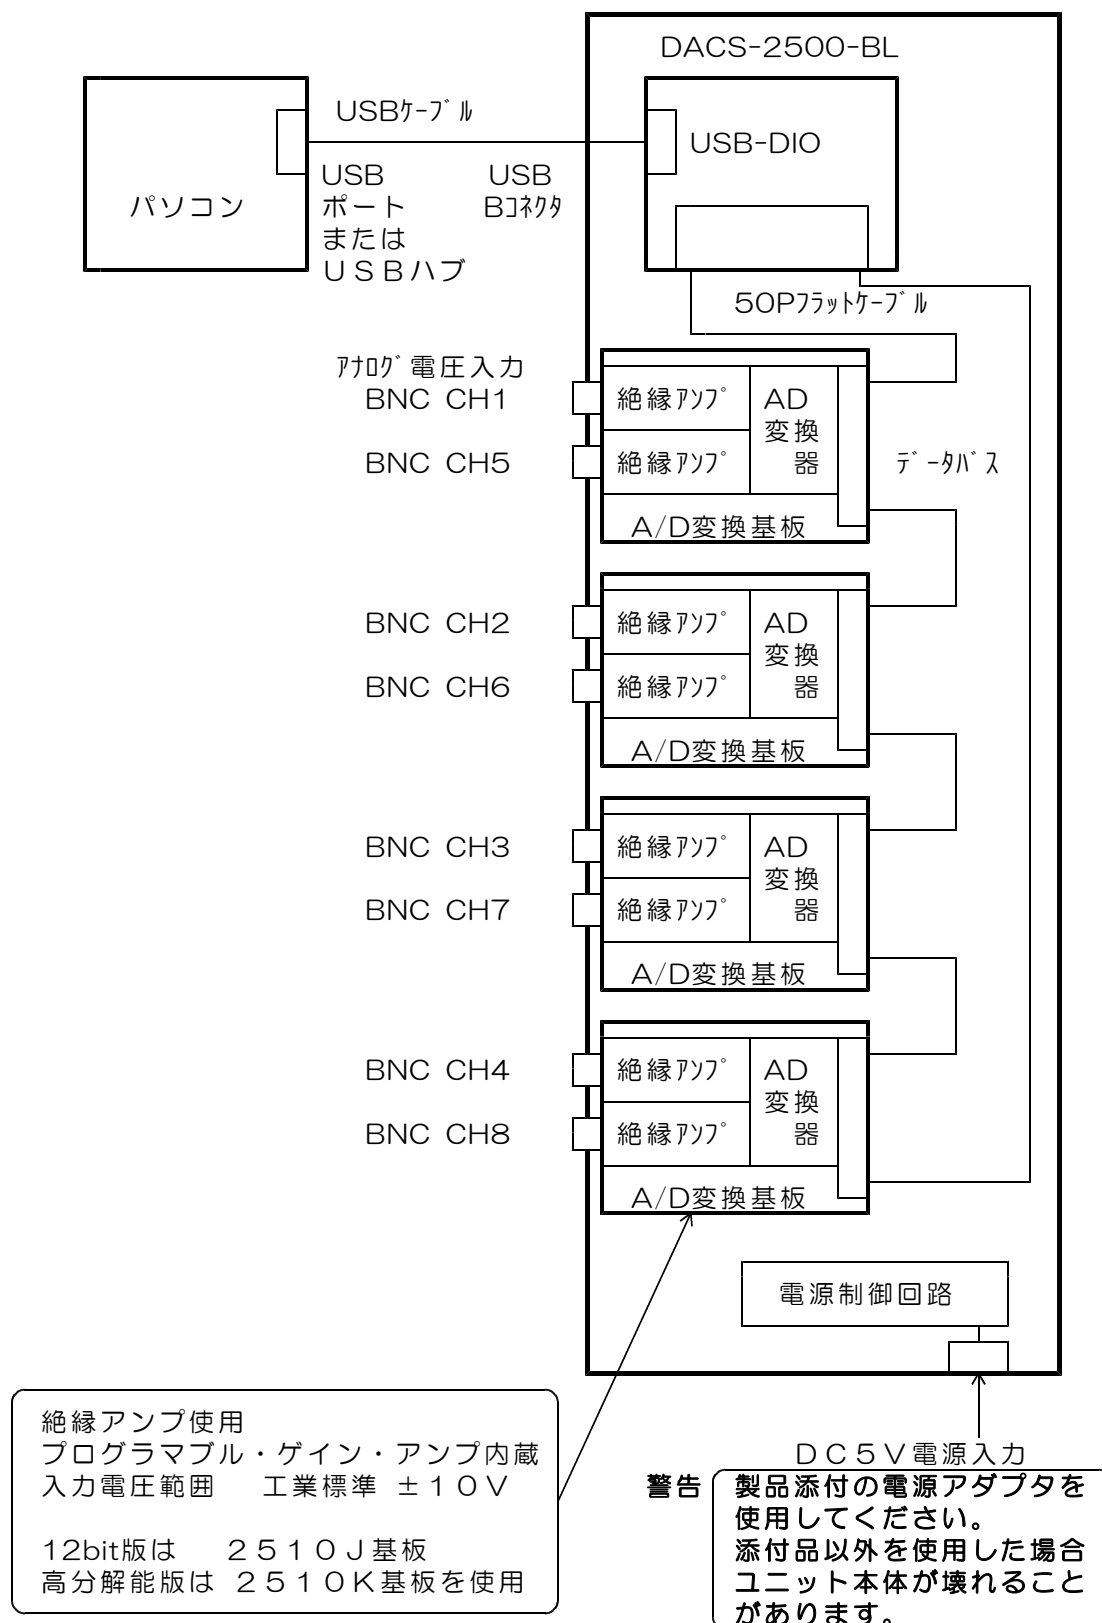 DACS-2500-BL
USBｹｰﾌﾞﾙ
USB-DIO
パソコン
USB
ポート
または
ＵＳＢハブ
USB
Bｺﾈｸﾀ
50Pﾌﾗｯﾄｹｰﾌﾞﾙ
ｱﾅﾛｸﾞ電圧入力
BNC CH1
絶縁ｱﾝﾌﾟ
AD
変換
器
BNC CH5
絶縁ｱﾝﾌﾟ
ﾃﾞｰﾀﾊﾞｽ
A/D変換基板
BNC CH2
絶縁ｱﾝﾌﾟ
AD
変換
器
BNC CH6
絶縁ｱﾝﾌﾟ
A/D変換基板
BNC CH3
絶縁ｱﾝﾌﾟ
AD
変換
器
BNC CH7
絶縁ｱﾝﾌﾟ
A/D変換基板
BNC CH4
絶縁ｱﾝﾌﾟ
AD
変換
器
BNC CH8
絶縁ｱﾝﾌﾟ
A/D変換基板
電源制御回路
絶縁アンプ使用
プログラマブル・ゲイン・アンプ内蔵
入力電圧範囲　工業標準 ±１０Ｖ
12bit版は　２５１０Ｊ基板
高分解能版は ２５１０K基板を使用
ＤＣ５Ｖ電源入力
警告
製品添付の電源アダプタを
使用してください。
添付品以外を使用した場合
ユニット本体が壊れること
があります。